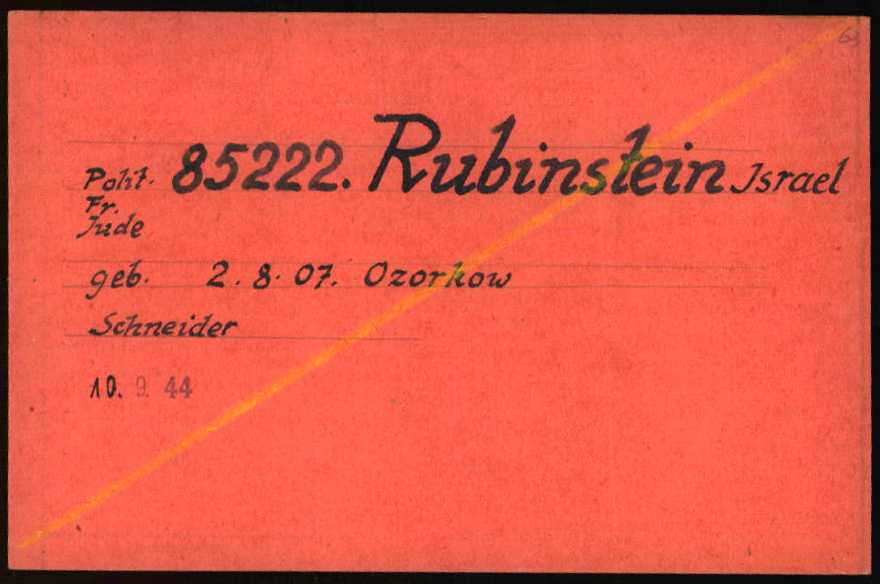 Polit. 85222. Rubinstein Israel
Fr.
Jude
geb. 2. 8. 07. Ozorkow
Schneider
10. 9 44